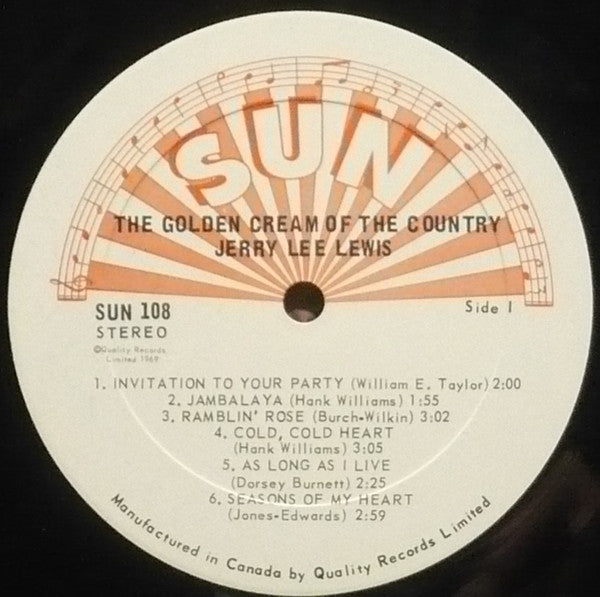 SUN
THE GOLDEN CREAM OF THE COUNTRY
JERRY LEE LEWIS
SUN 108
STEREO
Side 1
©Quality Records
Limited 1969
1. INVITATION TO YOUR PARTY (William E. Taylor) 2:00
2. JAMBALAYA (Hank Williams) 1:55
3. RAMBLIN' ROSE (Burch-Wilkin) 3:02
4. COLD, COLD HEART
(Hank Williams) 3:05
5. AS LONG AS I LIVE
(Dorsey Burnett) 2:25
6. SEASONS OF MY HEART
(Jones-Edwards) 2:59
Manufactured in Canada by Quality Records Limited